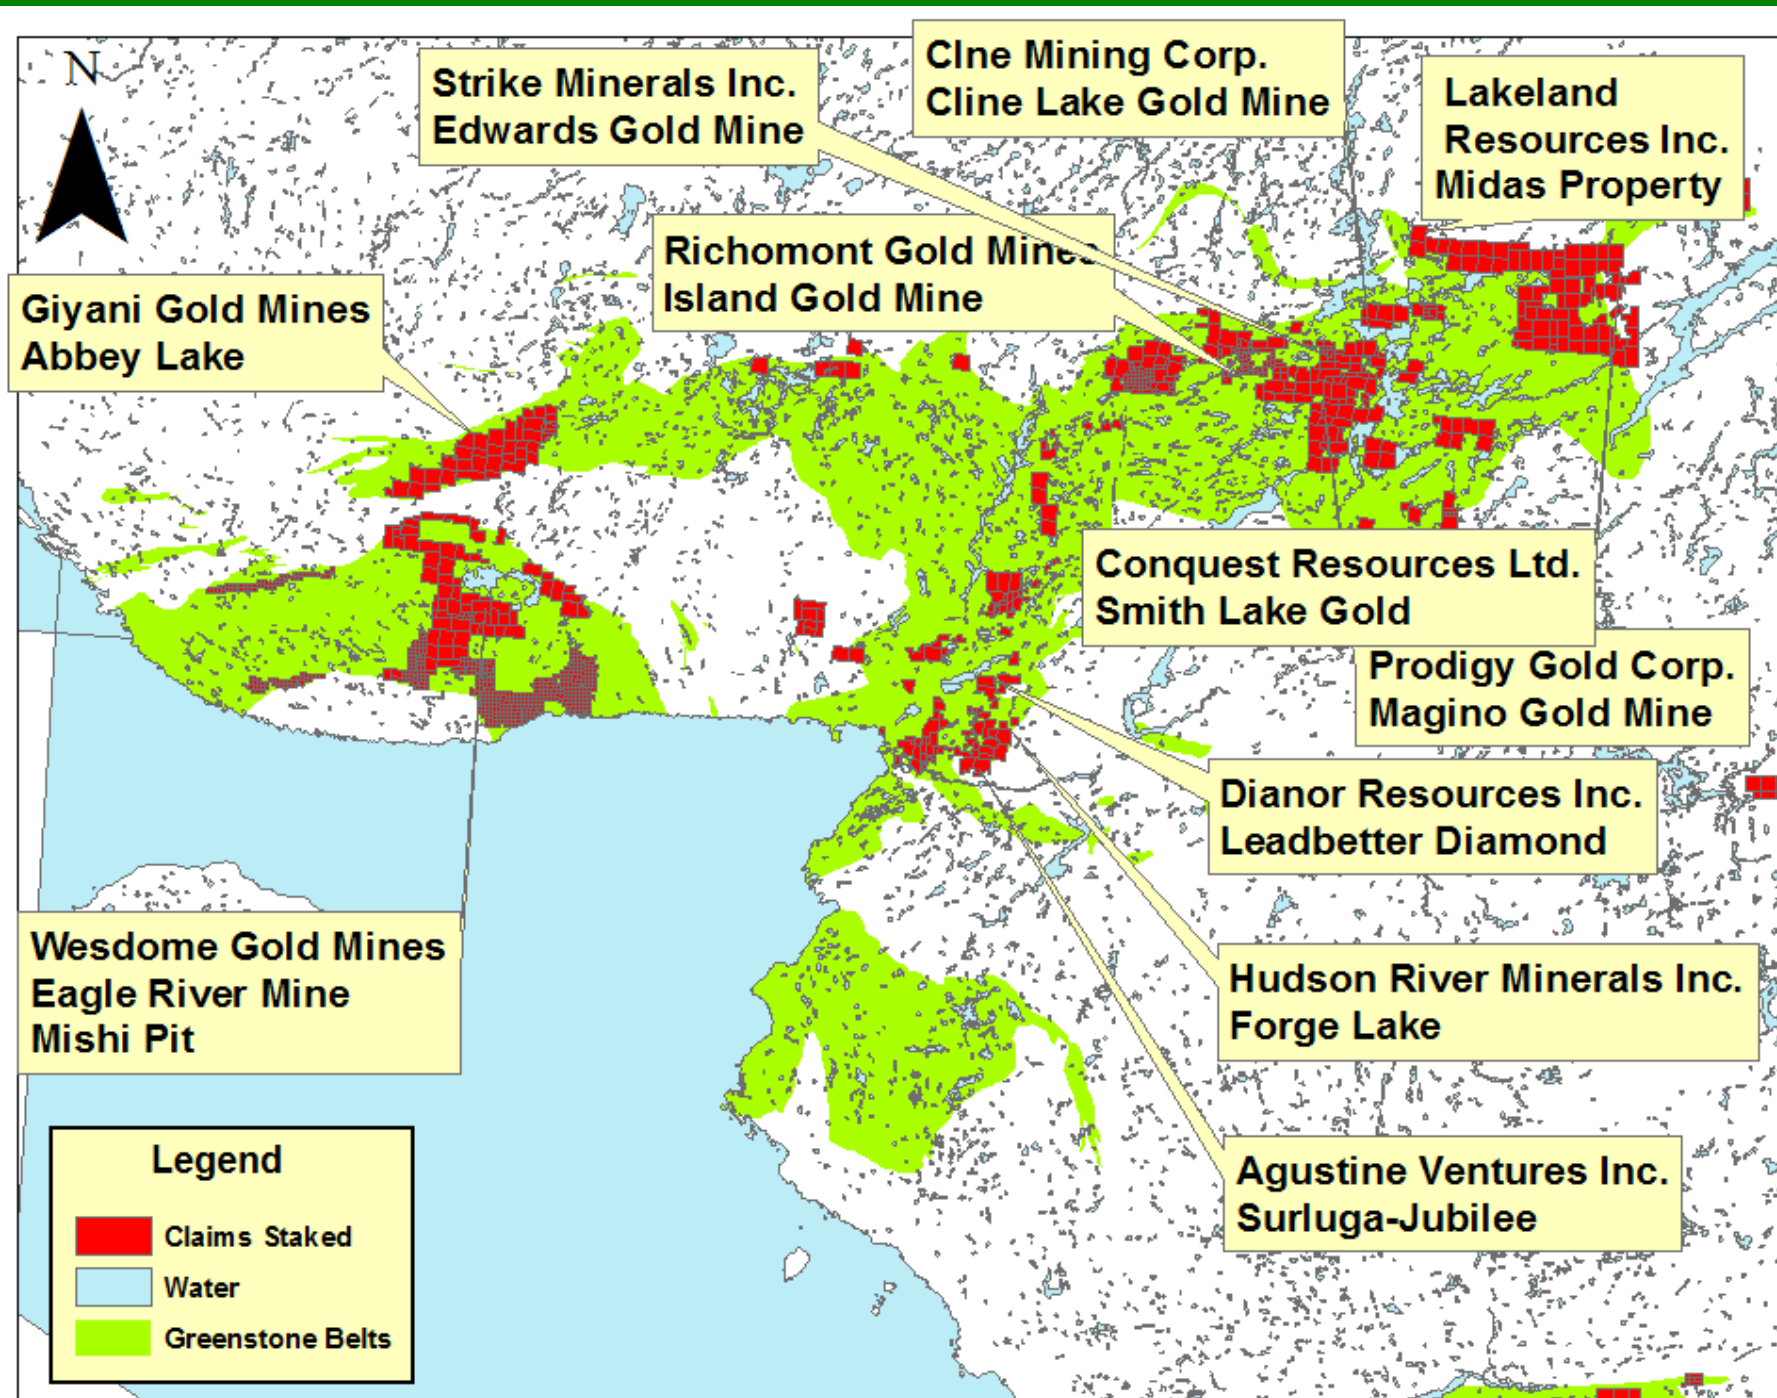 N
Strike Minerals Inc.
Edwards Gold Mine
Clne Mining Corp.
Cline Lake Gold Mine
Lakeland
Resources Inc.
Midas Property
Richomont Gold Mines
Island Gold Mine
Giyani Gold Mines
Abbey Lake
Conquest Resources Ltd.
Smith Lake Gold
Prodigy Gold Corp.
Magino Gold Mine
Dianor Resources Inc.
Leadbetter Diamond
Wesdome Gold Mines
Eagle River Mine
Mishi Pit
Hudson River Minerals Inc.
Forge Lake
Agustine Ventures Inc.
Surluga-Jubilee
Legend
Claims Staked
Water
Greenstone Belts